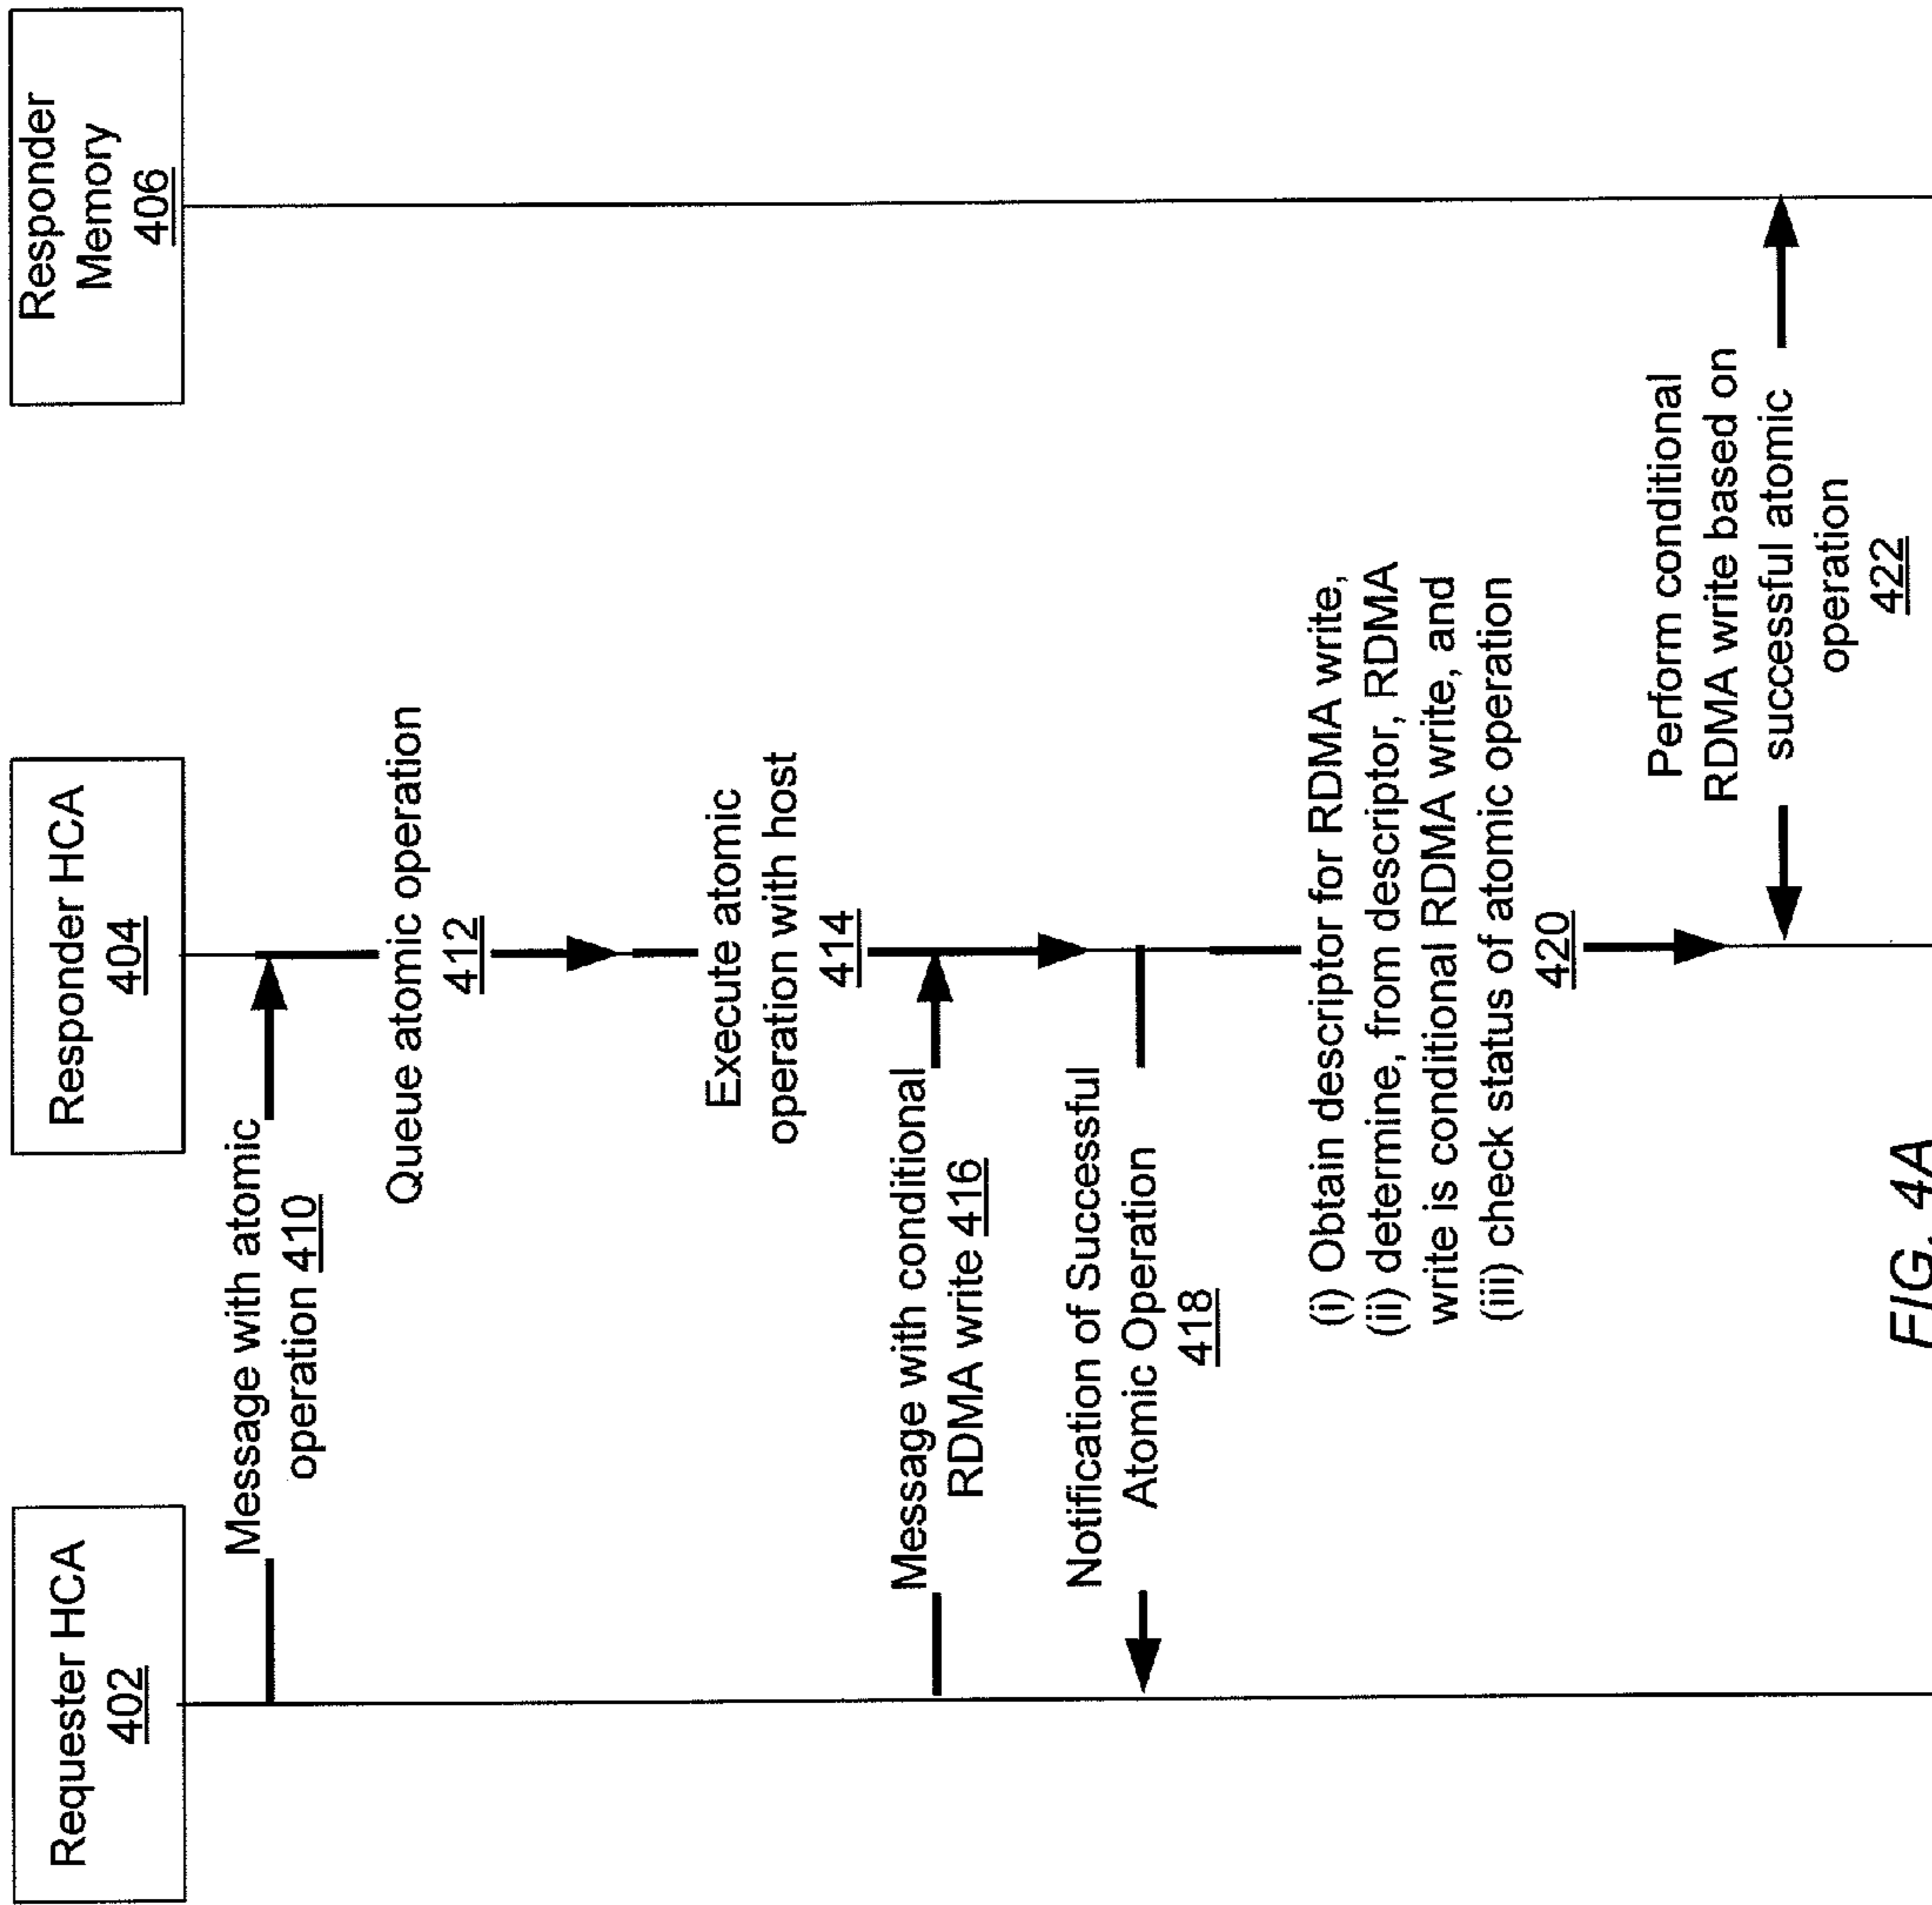 Requester HCA
402
Responder HCA
404
Responder
Memory
406
Message with atomic
operation 410
Queue atomic operation
412
Execute atomic
operation with host
414
Message with conditional
RDMA write 416
Notification of Successful
Atomic Operation
418
(i) Obtain descriptor for RDMA write,
(ii) determine, from descriptor, RDMA
write is conditional RDMA write, and
(iii) check status of atomic operation
420
Perform conditional
RDMA write based on
successful atomic
operation
422
FIG. 4A